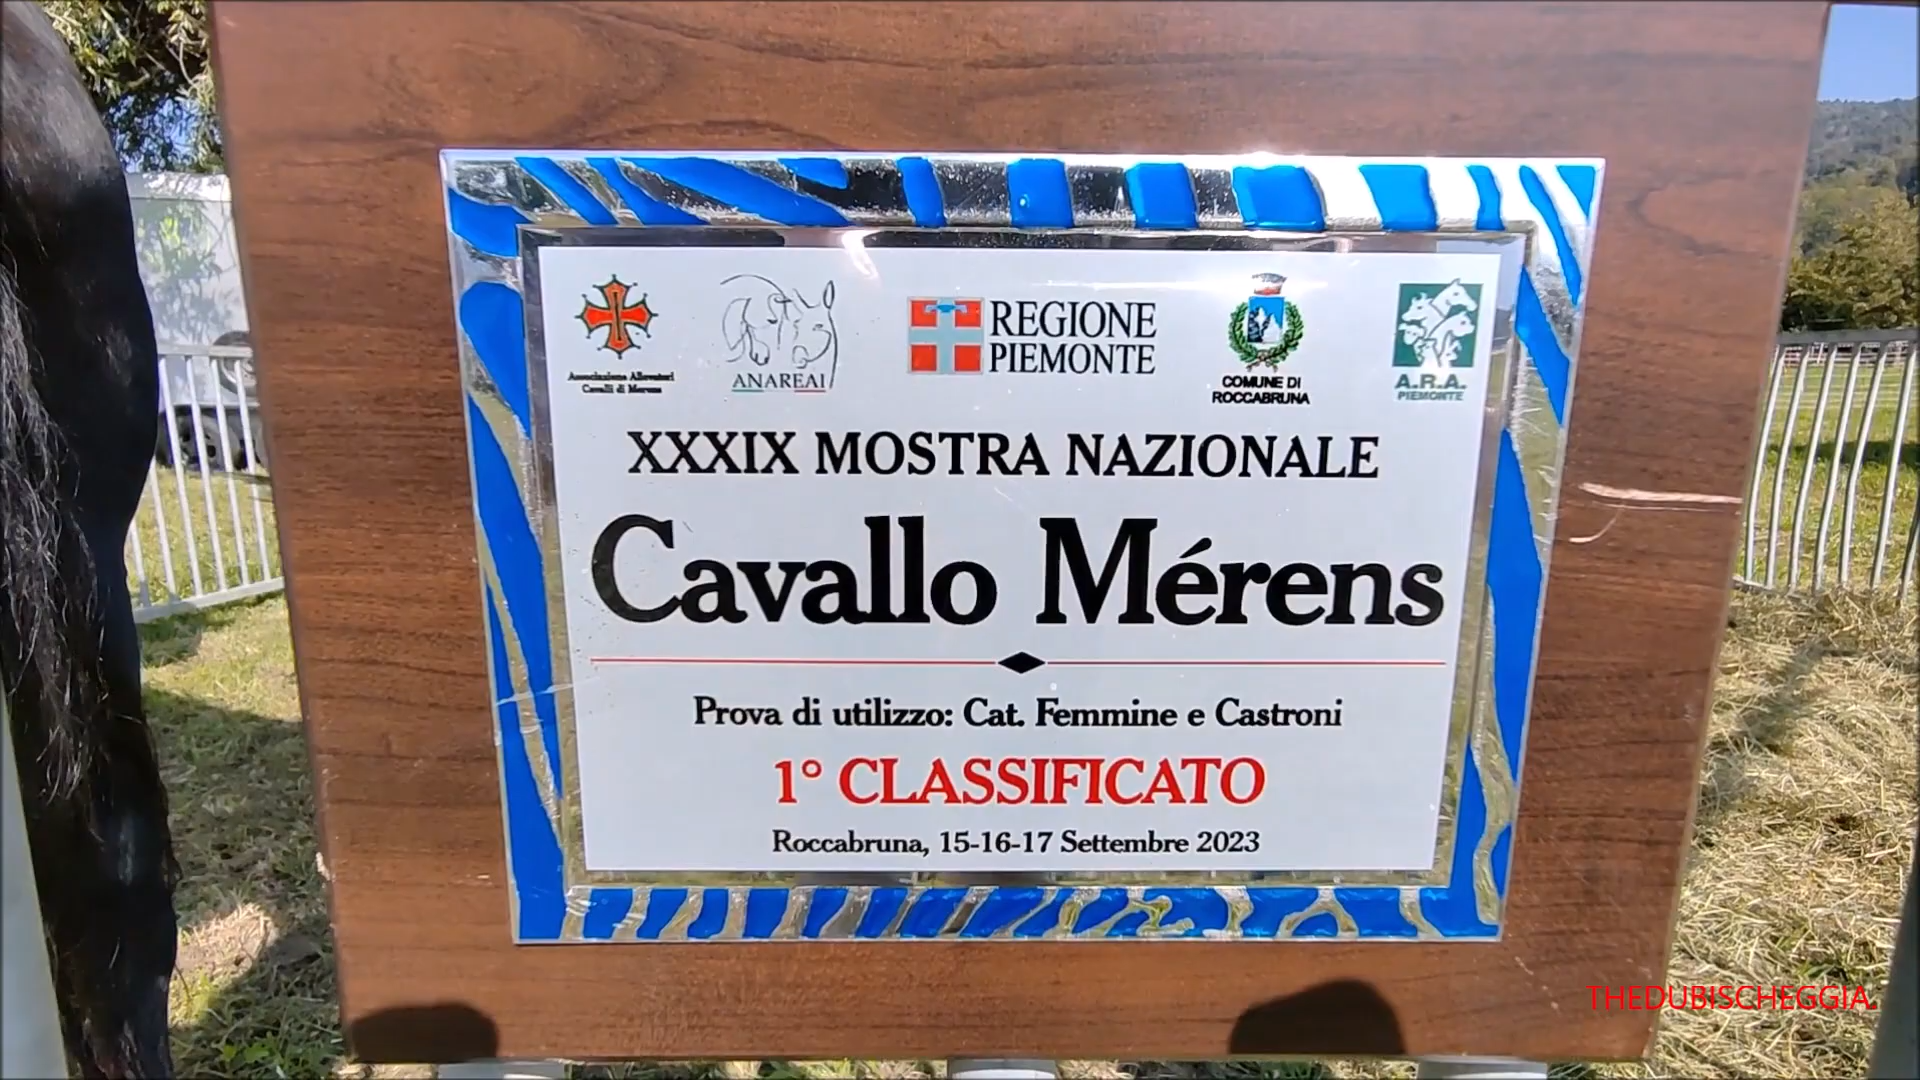 Associazione Allevatori
Cavalli di Merens
ANAREAI
REGIONE
PIEMONTE
COMUNE DI
ROCCABRUNA
A.R.A.
PIEMONTE
XXXIX MOSTRA NAZIONALE
Cavallo Mérens
Prova di utilizzo: Cat. Femmine e Castroni
1° CLASSIFICATO
Roccabruna, 15-16-17 Settembre 2023
THEDUBISCHEGGIA.